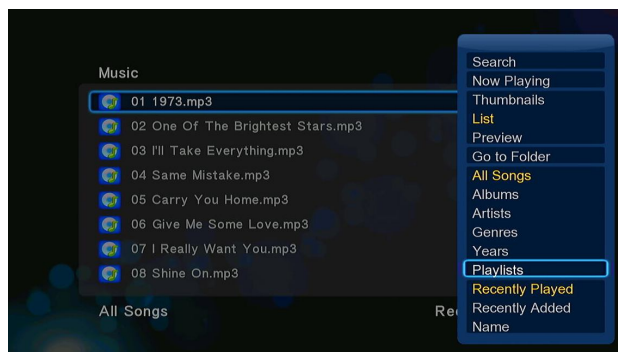 Music
01 1973.mp3
02 One Of The Brightest Stars.mp3
03 I'll Take Everything.mp3
04 Same Mistake.mp3
05 Carry You Home.mp3
06 Give Me Some Love.mp3
07 I Really Want You.mp3
08 Shine On.mp3
All Songs
Search
Now Playing
Thumbnails
List
Preview
Go to Folder
All Songs
Albums
Artists
Genres
Years
Playlists
Recently Played
Recently Added
Name